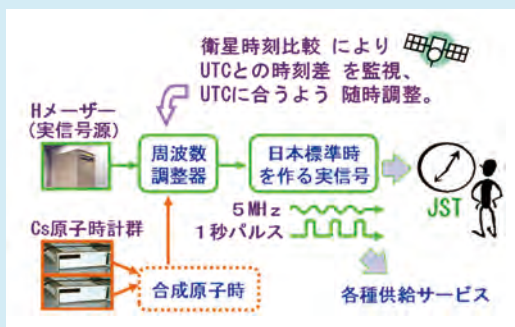 衛星時刻比較 により
UTCとの時刻差 を監視、
UTCに合うよう 随時調整。
Hメーザー
(実信号源)
周波数
調整器
日本標準時
を作る実信号
JST
5MHz
1秒パルス
Cs原子時計群
合成原子時
各種供給サービス